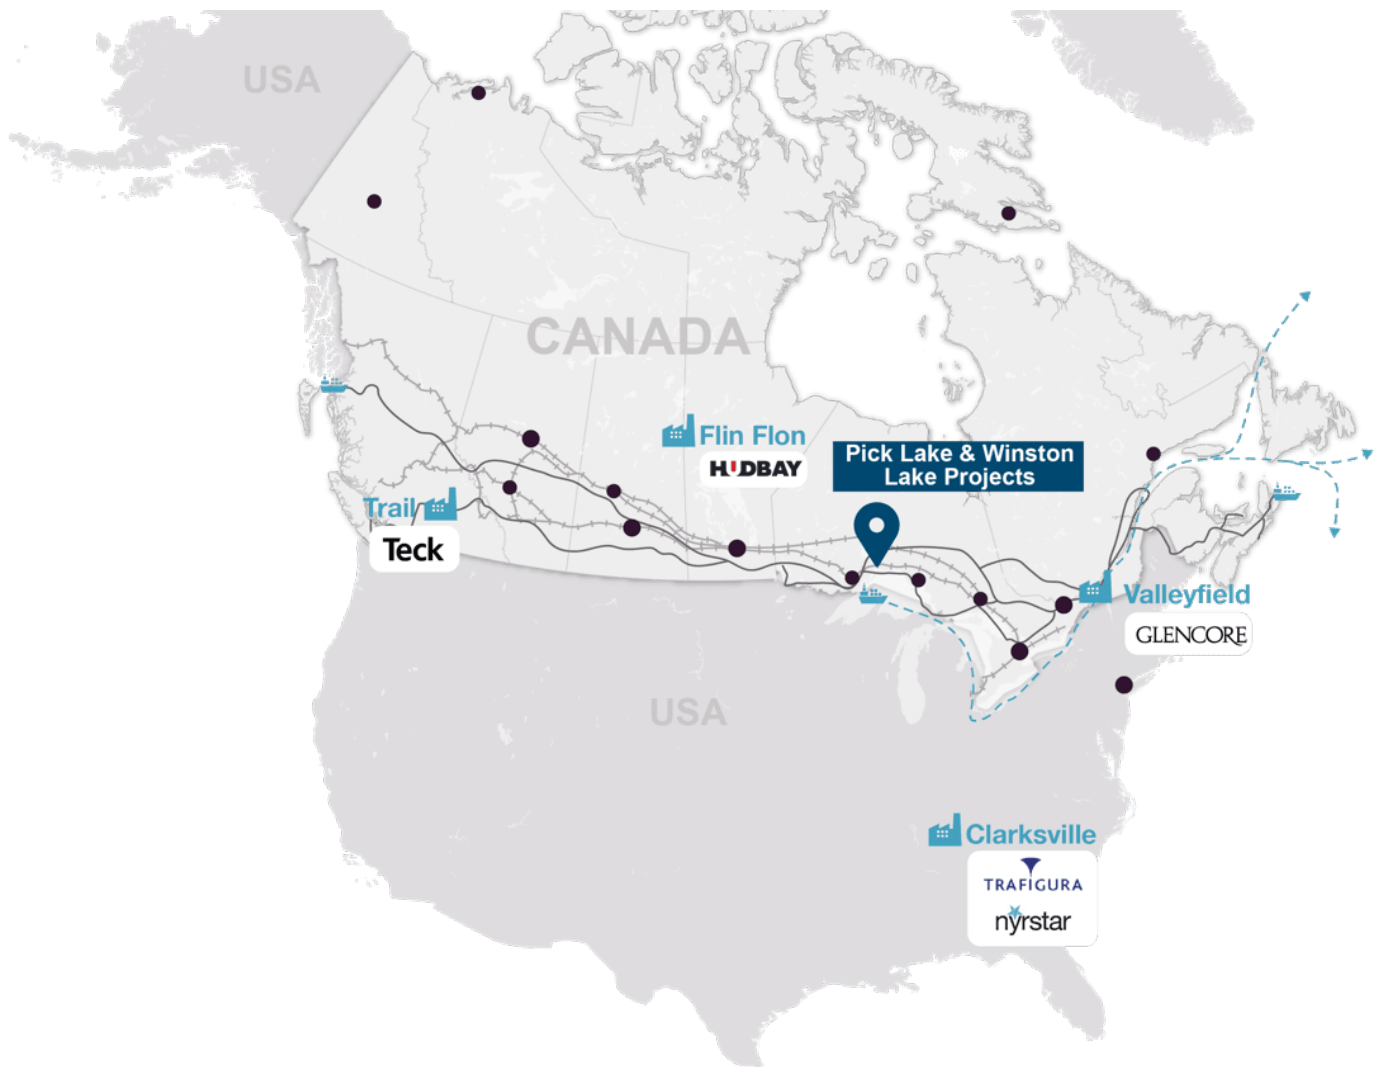 USA
CANADA
Flin Flon
HUDBAY
Pick Lake & Winston
Lake Projects
Trail
Teck
Valleyfield
GLENCORE
USA
Clarksville
TRAFIGURA
nyrstar